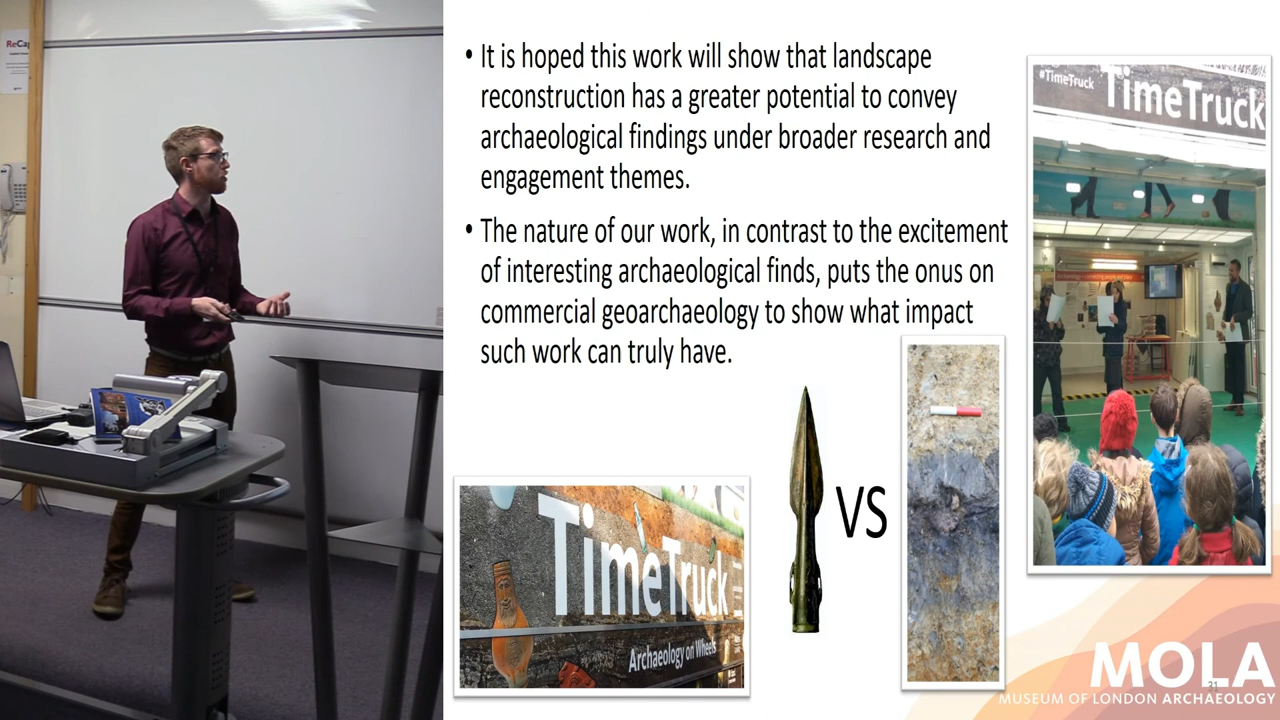 ReCap
• It is hoped this work will show that landscape
reconstruction has a greater potential to convey
archaeological findings under broader research and
engagement themes.
• The nature of our work, in contrast to the excitement
of interesting archaeological finds, puts the onus on
commercial geoarchaeology to show what impact
such work can truly have.
#TimeTruck
TimeTruck
VS
TimeTruck
Archaeology on Wheels
MOLA
31
MUSEUM OF LONDON ARCHAEOLOGY